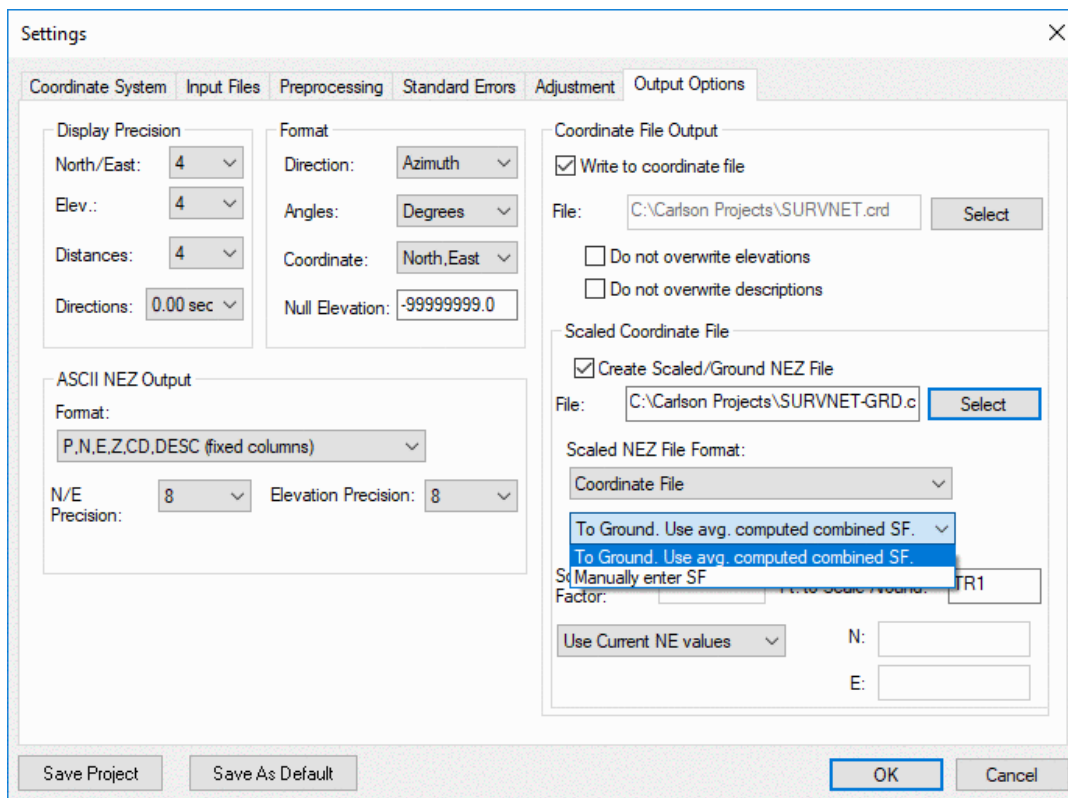 Settings
Coordinate System
Input Files
Preprocessing
Standard Errors
Adjustment
Output Options
Display Precision
North/East: 4
Elev.: 4
Distances: 4
Directions: 0.00 sec
Format
Direction: Azimuth
Angles: Degrees
Coordinate: North,East
Null Elevation: -99999999.0
ASCII NEZ Output
Format:
P,N,E,Z,CD,DESC (fixed columns)
N/E Precision: 8
Elevation Precision: 8
Coordinate File Output
Write to coordinate file
File: C:\Carlson Projects\SURVNET.crd Select
Do not overwrite elevations
Do not overwrite descriptions
Scaled Coordinate File
Create Scaled/Ground NEZ File
File: C:\Carlson Projects\SURVNET-GRD.c Select
Scaled NEZ File Format:
Coordinate File
To Ground. Use avg. computed combined SF.
To Ground. Use avg. computed combined SF.
Manually enter SF
Factor: TR1
Use Current NE values
N:
E:
Save Project
Save As Default
OK
Cancel